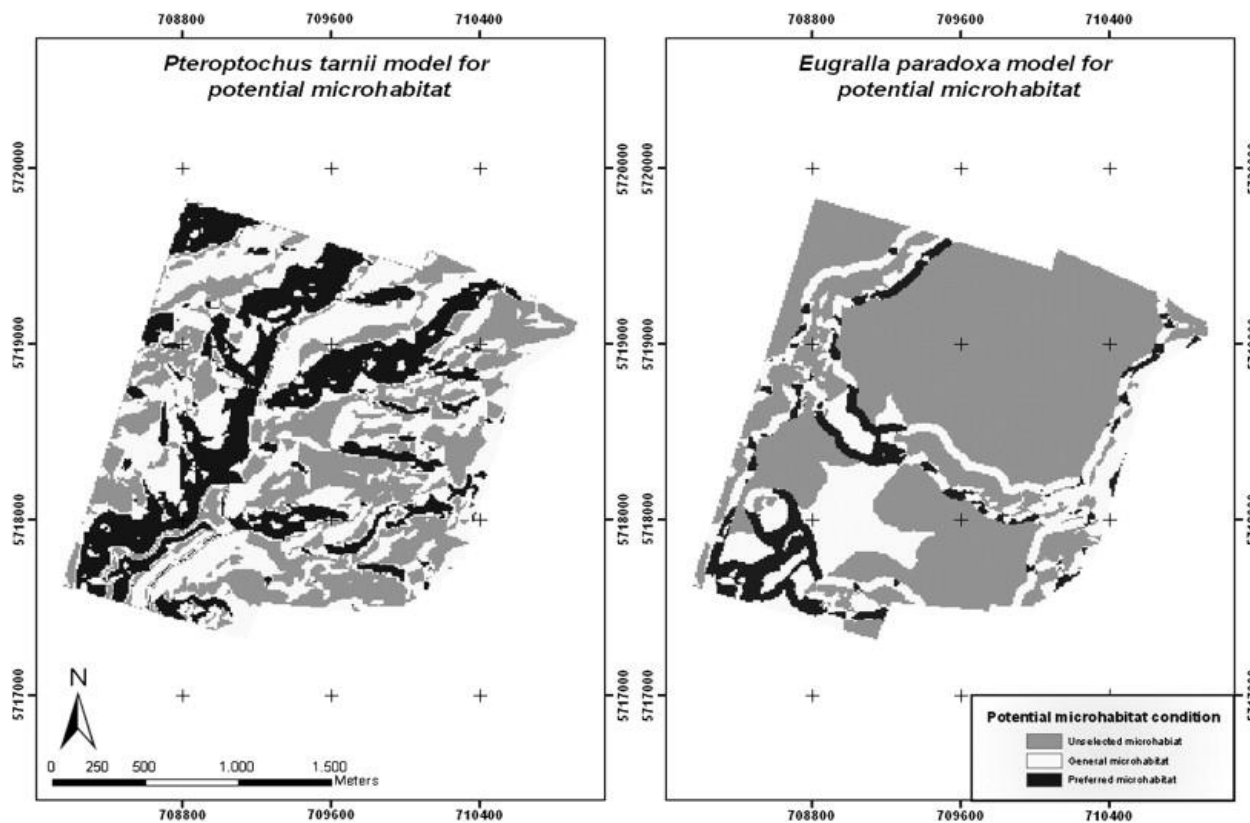 708800 709600 710400 708800 709600 710400
Pteroptochus tarnii model for
potential microhabitat
Eugralla paradoxa model for
potential microhabitat
5720000 5720000
5719000 5719000
5718000 5718000
5717000 5717000
N
0 250 500 1.000 1.500
Meters
Potential microhabitat condition
Unselected microhabiat
General microhabitat
Preferred microhabitat
708800 709600 710400 708800 709600 710400